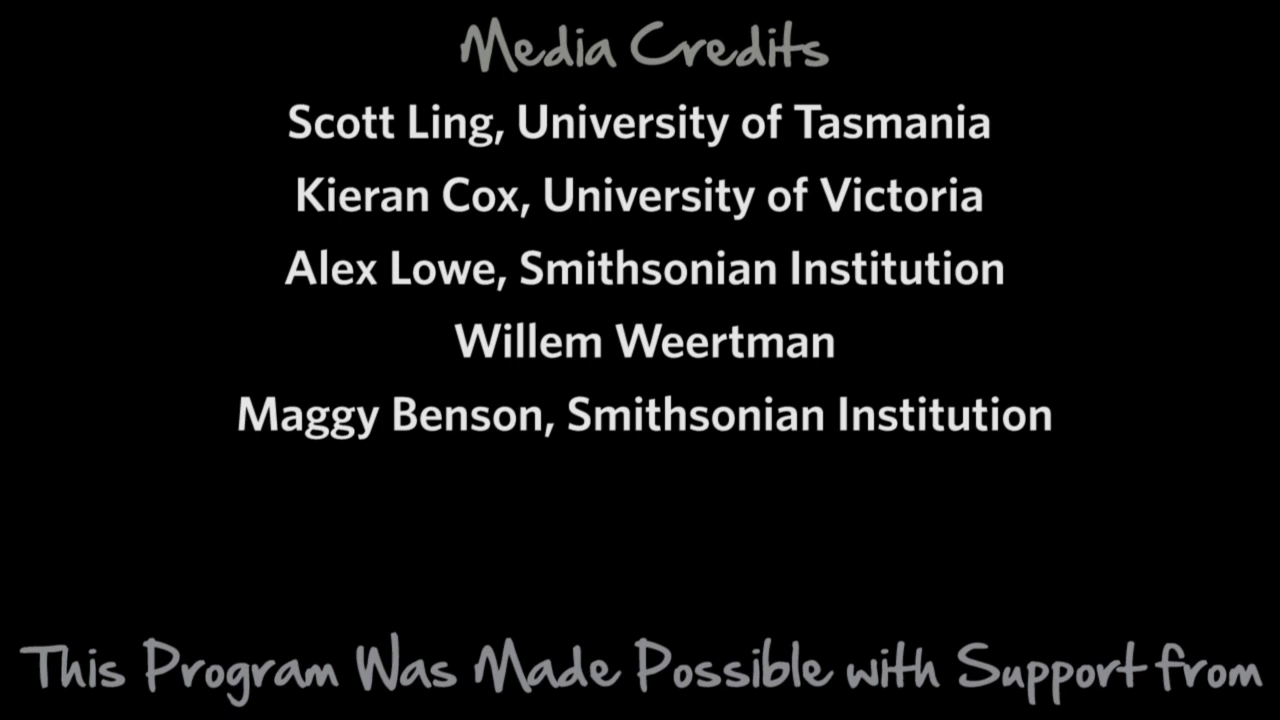 Media Credits
Scott Ling, University of Tasmania
Kieran Cox, University of Victoria
Alex Lowe, Smithsonian Institution
Willem Weertman
Maggy Benson, Smithsonian Institution
This Program Was Made Possible with Support from